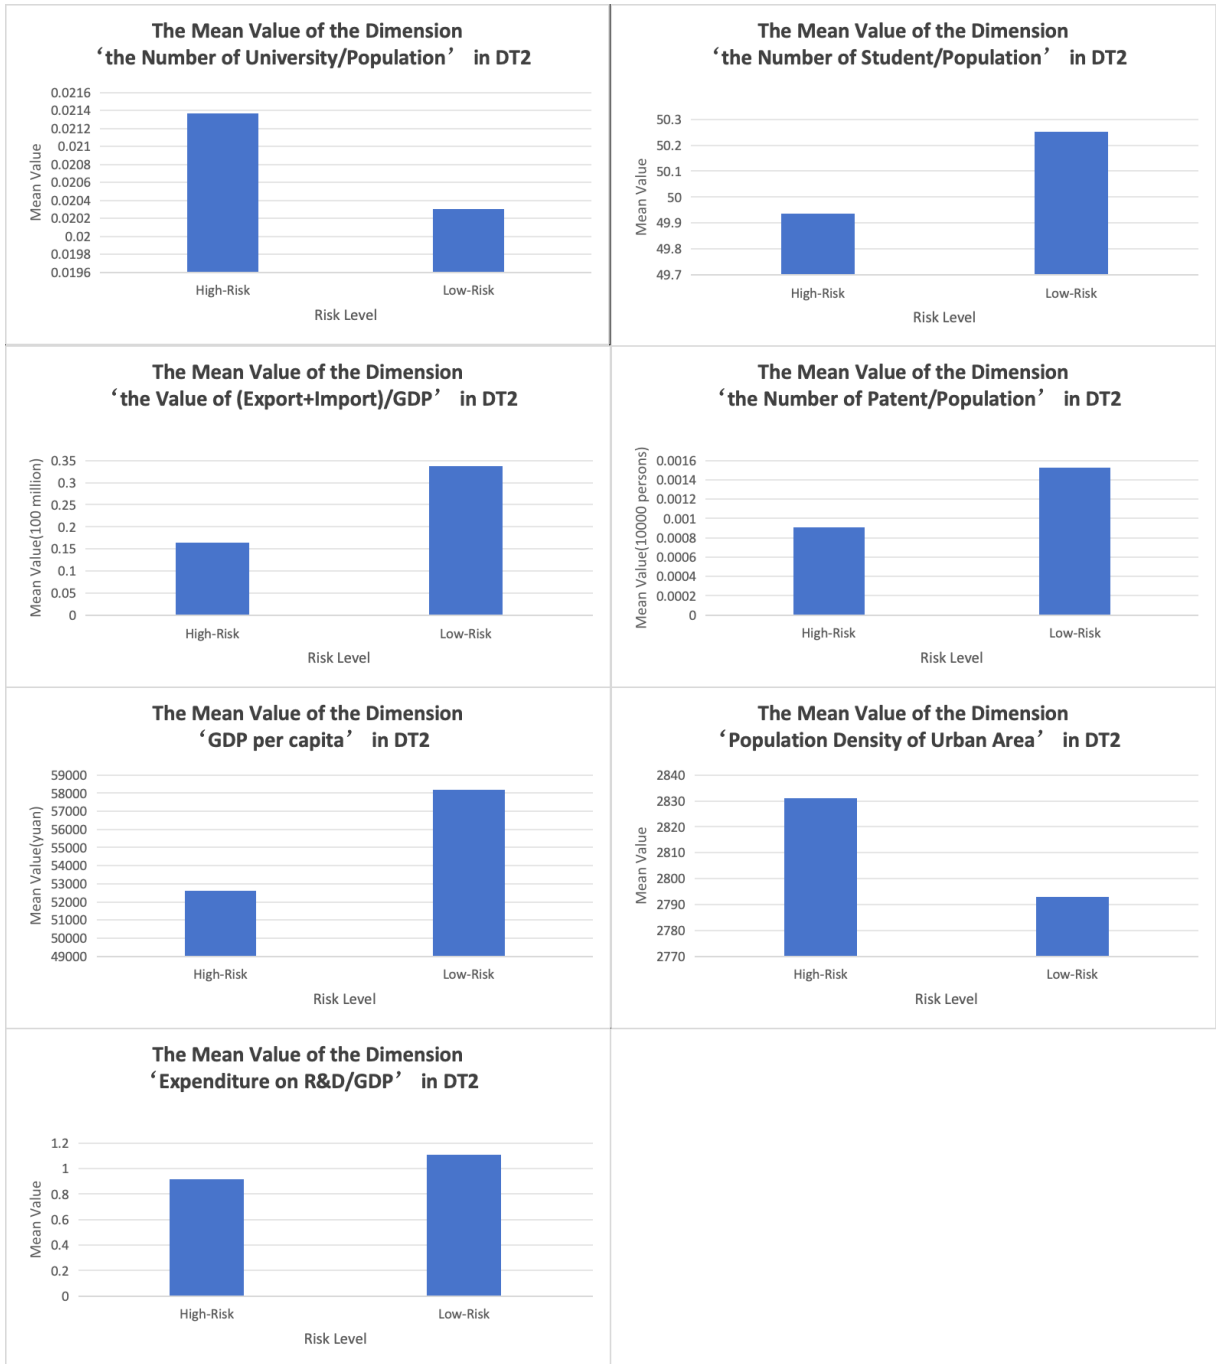 The Mean Value of the Dimension
‘the Number of University/Population’ in DT2
0.0216
0.0214
0.0212
0.021
0.0208
0.0206
0.0204
0.0202
0.02
0.0198
0.0196
Mean Value
High-Risk Low-Risk
Risk Level
The Mean Value of the Dimension
‘the Number of Student/Population’ in DT2
50.3
50.2
50.1
50
49.9
49.8
49.7
Mean Value
High-Risk Low-Risk
Risk Level
The Mean Value of the Dimension
‘the Value of (Export+Import)/GDP’ in DT2
0.35
0.3
0.25
0.2
0.15
0.1
0.05
0
Mean Value(100 million)
High-Risk Low-Risk
Risk Level
The Mean Value of the Dimension
‘the Number of Patent/Population’ in DT2
0.0016
0.0014
0.0012
0.001
0.0008
0.0006
0.0004
0.0002
0
Mean Value(10000 persons)
High-Risk Low-Risk
Risk Level
The Mean Value of the Dimension
‘GDP per capita’ in DT2
59000
58000
57000
56000
55000
54000
53000
52000
51000
50000
49000
Mean Value(yuan)
High-Risk Low-Risk
Risk Level
The Mean Value of the Dimension
‘Population Density of Urban Area’ in DT2
2840
2830
2820
2810
2800
2790
2780
2770
Mean Value
High-Risk Low-Risk
Risk Level
The Mean Value of the Dimension
‘Expenditure on R&D/GDP’ in DT2
1.2
1
0.8
0.6
0.4
0.2
0
Mean Value
High-Risk Low-Risk
Risk Level